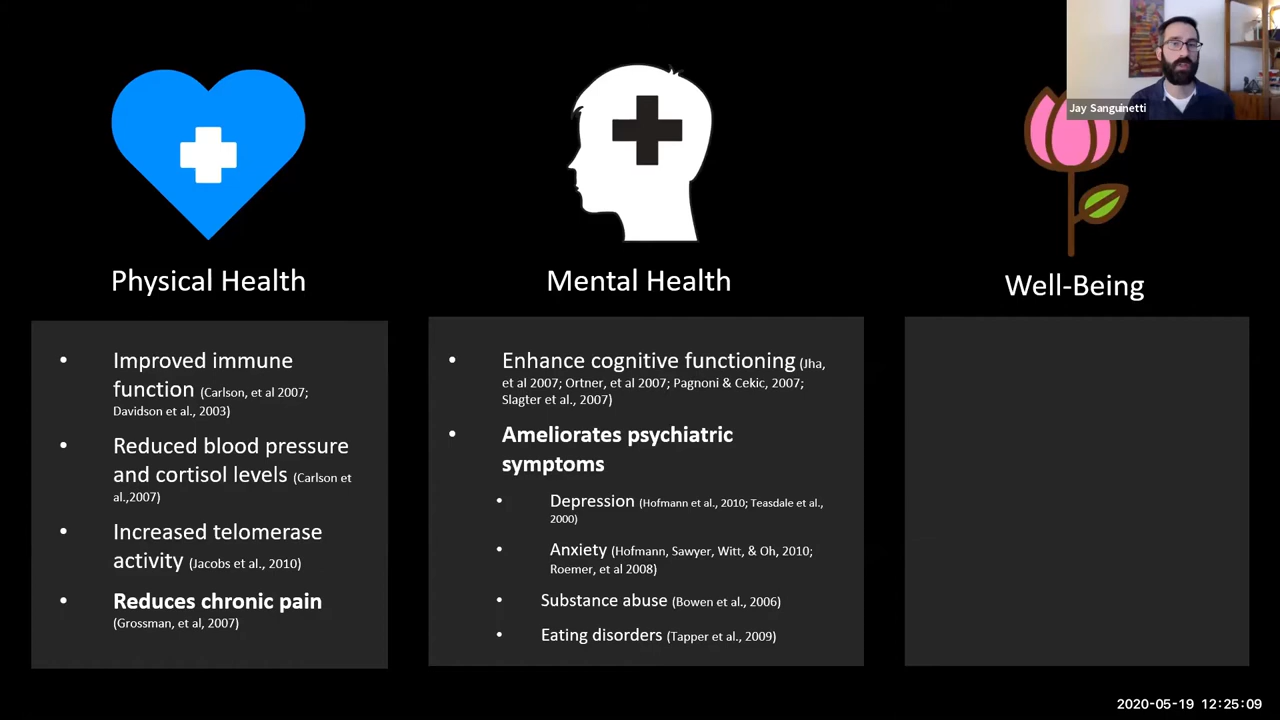 Jay Sanguinetti
Physical Health
Mental Health
Well-Being
• Improved immune
function (Carlson, et al 2007;
Davidson et al., 2003)
• Reduced blood pressure
and cortisol levels (Carlson et
al.,2007)
• Increased telomerase
activity (Jacobs et al., 2010)
• Reduces chronic pain
(Grossman, et al, 2007)
• Enhance cognitive functioning (Jha,
et al 2007; Ortner, et al 2007; Pagnoni & Cekic, 2007;
Slagter et al., 2007)
• Ameliorates psychiatric
symptoms
• Depression (Hofmann et al., 2010; Teasdale et al.,
2000)
• Anxiety (Hofmann, Sawyer, Witt, & Oh, 2010;
Roemer, et al 2008)
• Substance abuse (Bowen et al., 2006)
• Eating disorders (Tapper et al., 2009)
2020-05-19 12:25:09